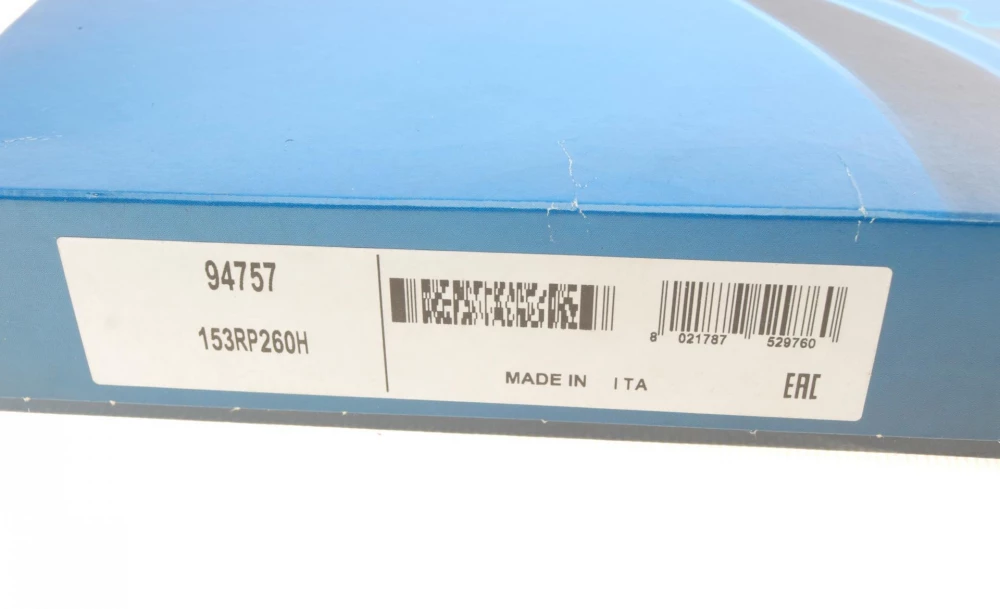 94757
153RP260H
8 021787 529760
MADE IN ITA
EAC